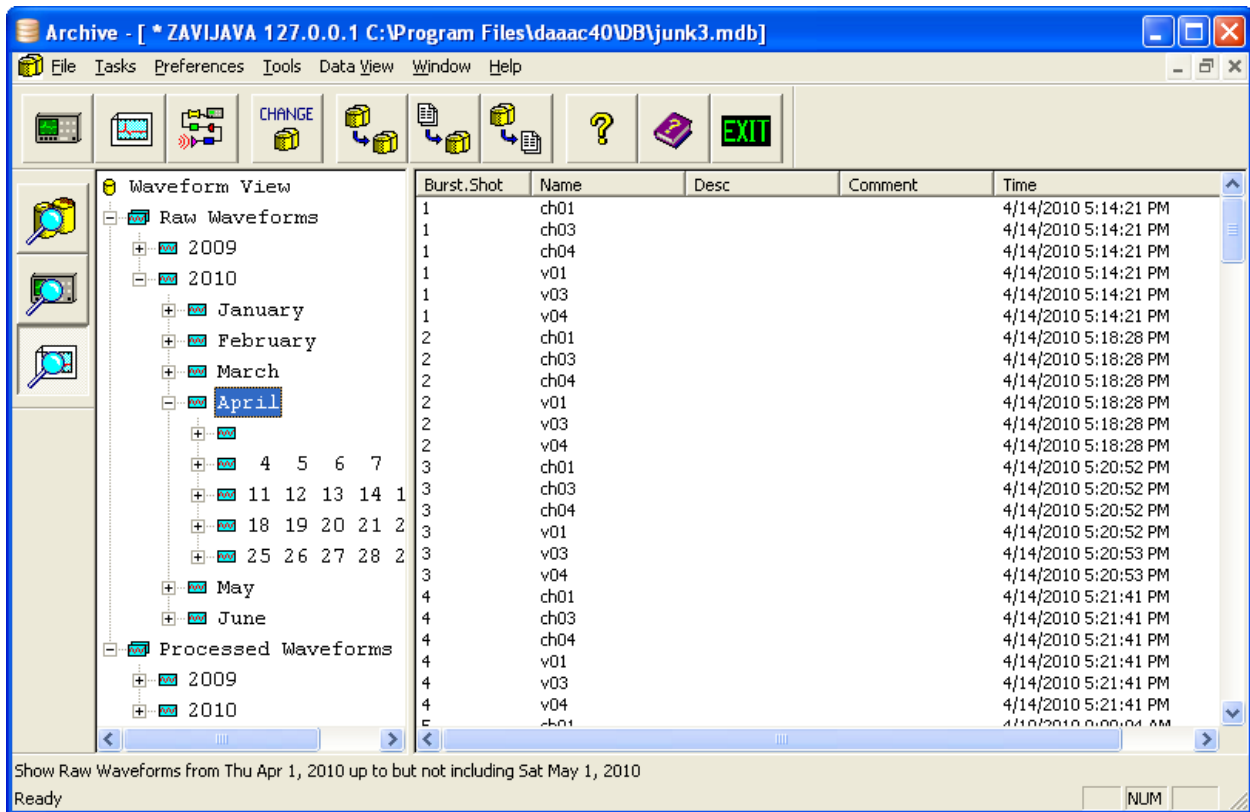 Archive - [ * ZAVIJAVA 127.0.0.1 C:\Program Files\daaac40\DB\junk3.mdb]
File Tasks Preferences Tools Data View Window Help
CHANGE
EXIT
Waveform View
Raw Waveforms
2009
2010
January
February
March
April
4 5 6 7
11 12 13 14 1
18 19 20 21 2
25 26 27 28 2
May
June
Processed Waveforms
2009
2010
Burst.Shot Name Desc Comment Time
1 ch01 4/14/2010 5:14:21 PM
1 ch03 4/14/2010 5:14:21 PM
1 ch04 4/14/2010 5:14:21 PM
1 v01 4/14/2010 5:14:21 PM
1 v03 4/14/2010 5:14:21 PM
1 v04 4/14/2010 5:14:21 PM
2 ch01 4/14/2010 5:18:28 PM
2 ch03 4/14/2010 5:18:28 PM
2 ch04 4/14/2010 5:18:28 PM
2 v01 4/14/2010 5:18:28 PM
2 v03 4/14/2010 5:18:28 PM
2 v04 4/14/2010 5:18:28 PM
3 ch01 4/14/2010 5:20:52 PM
3 ch03 4/14/2010 5:20:52 PM
3 ch04 4/14/2010 5:20:52 PM
3 v01 4/14/2010 5:20:52 PM
3 v03 4/14/2010 5:20:53 PM
3 v04 4/14/2010 5:20:53 PM
4 ch01 4/14/2010 5:21:41 PM
4 ch03 4/14/2010 5:21:41 PM
4 ch04 4/14/2010 5:21:41 PM
4 v01 4/14/2010 5:21:41 PM
4 v03 4/14/2010 5:21:41 PM
4 v04 4/14/2010 5:21:41 PM
ch01
Show Raw Waveforms from Thu Apr 1, 2010 up to but not including Sat May 1, 2010
Ready NUM